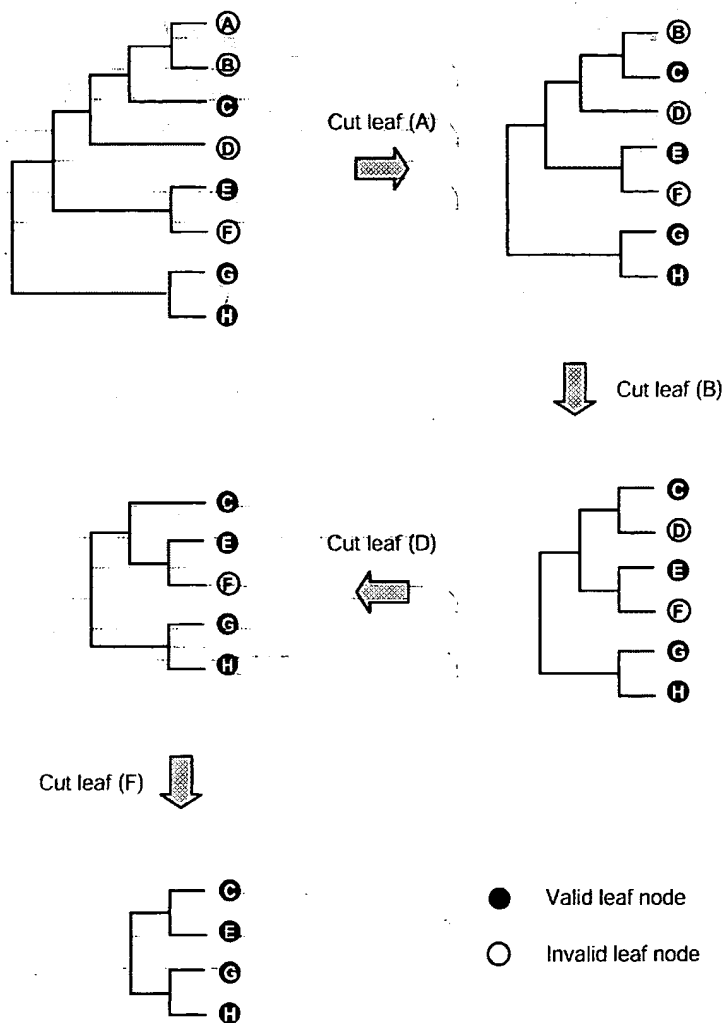 A
B
C
D
E
F
G
H
Cut leaf (A)
B
C
D
E
F
G
H
Cut leaf (B)
C
D
E
F
G
H
Cut leaf (D)
C
E
F
G
H
Cut leaf (F)
C
E
G
H
Valid leaf node
Invalid leaf node